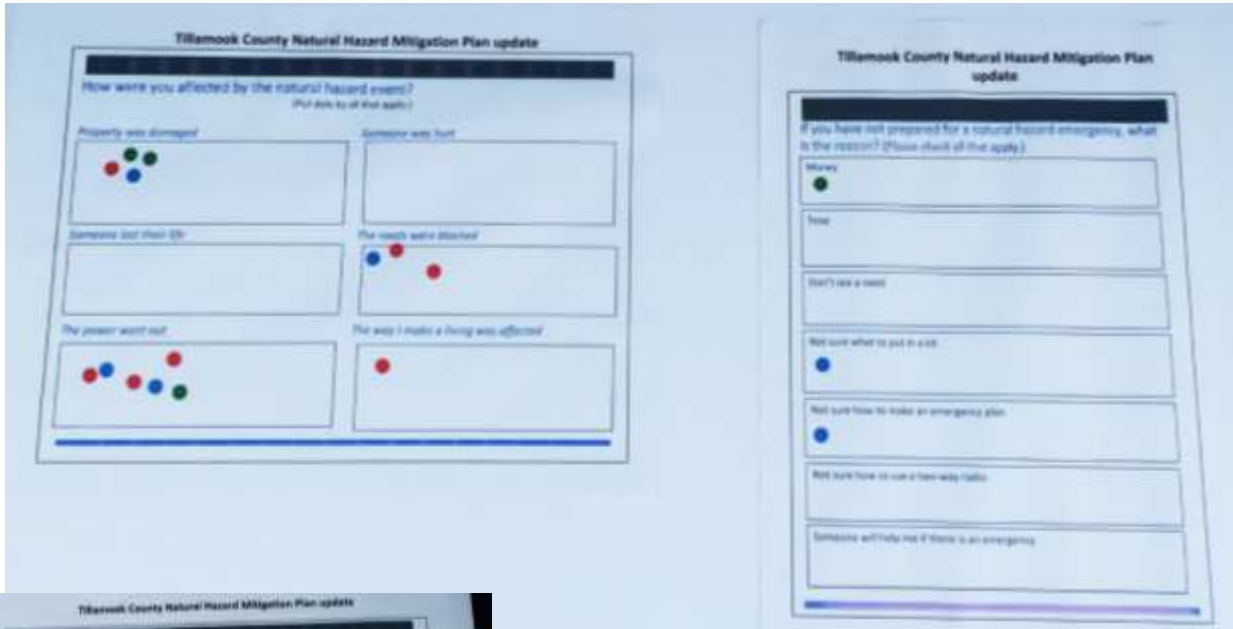 Tillamook County Natural Hazard Mitigation Plan update
How were you affected by the natural hazard event?
(Put dots by all that apply.)
Property was damaged
Someone was hurt
Someone lost their life
The roads were blocked
The power went out
The way I make a living was affected
Tillamook County Natural Hazard Mitigation Plan
update
If you have not prepared for a natural hazard emergency, what
is the reason? (Please check all that apply.)
Money
Time
Don't see a need
Not sure what to put in a kit
Not sure how to make an emergency plan
Not sure how to use a two-way radio
Someone will help me if there is an emergency
Tillamook County Natural Hazard Mitigation Plan update